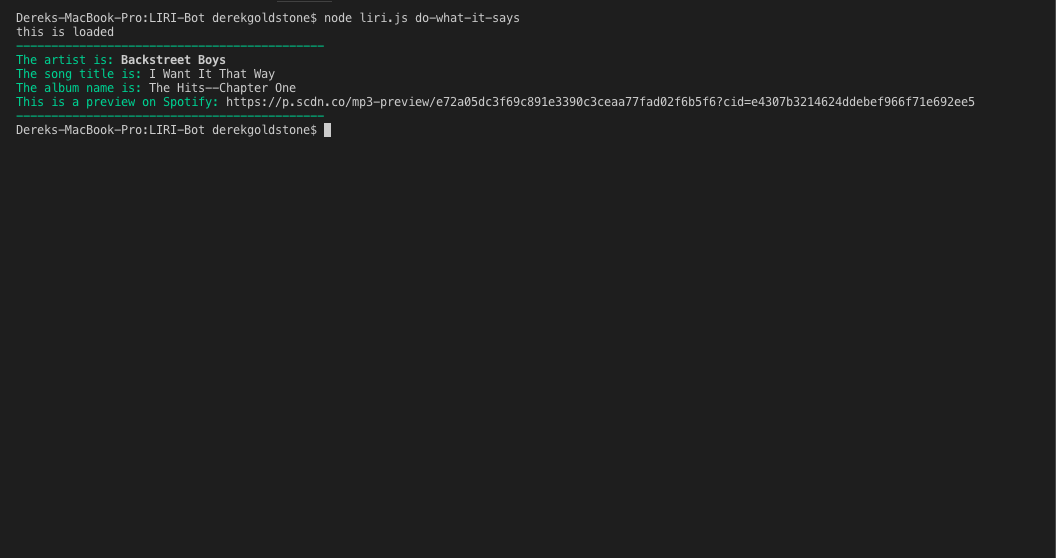 Dereks-MacBook-Pro:LIRI-Bot derekgoldstone$ node liri.js do-what-it-says
this is loaded
--------------------------------------------
The artist is: Backstreet Boys
The song title is: I Want It That Way
The album name is: The Hits--Chapter One
This is a preview on Spotify: https://p.scdn.co/mp3-preview/e72a05dc3f69c891e3390c3ceaa77fad02f6b5f6?cid=e4307b3214624ddebef966f71e692ee5
--------------------------------------------
Dereks-MacBook-Pro:LIRI-Bot derekgoldstone$